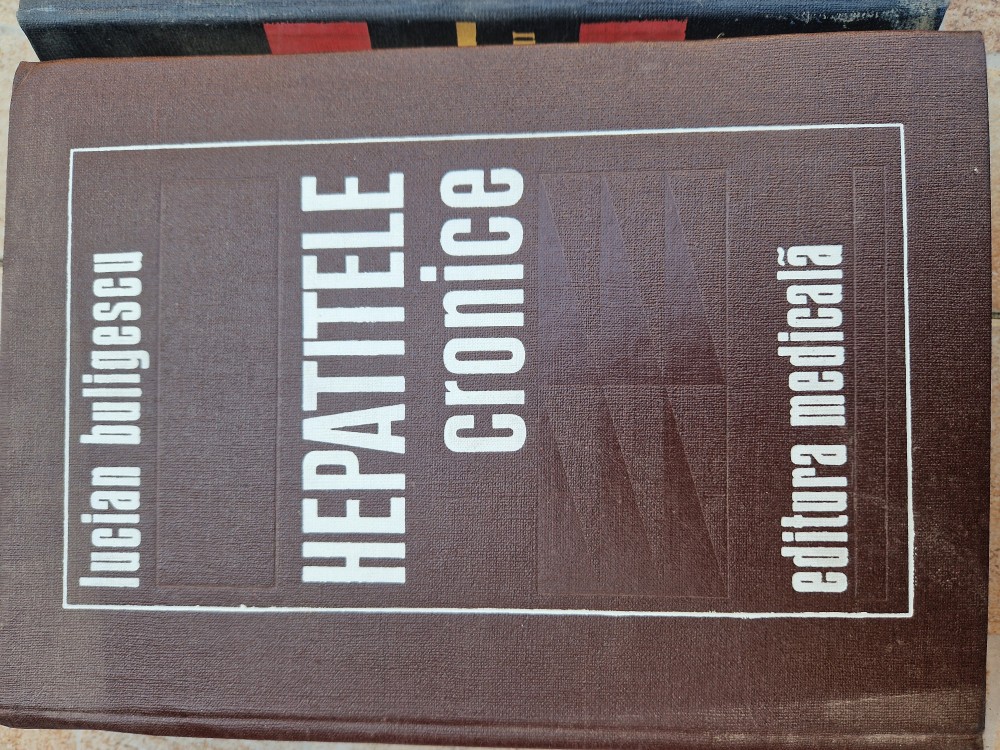 lucian buligescu
HEPATITELE
cronice
editura medicală